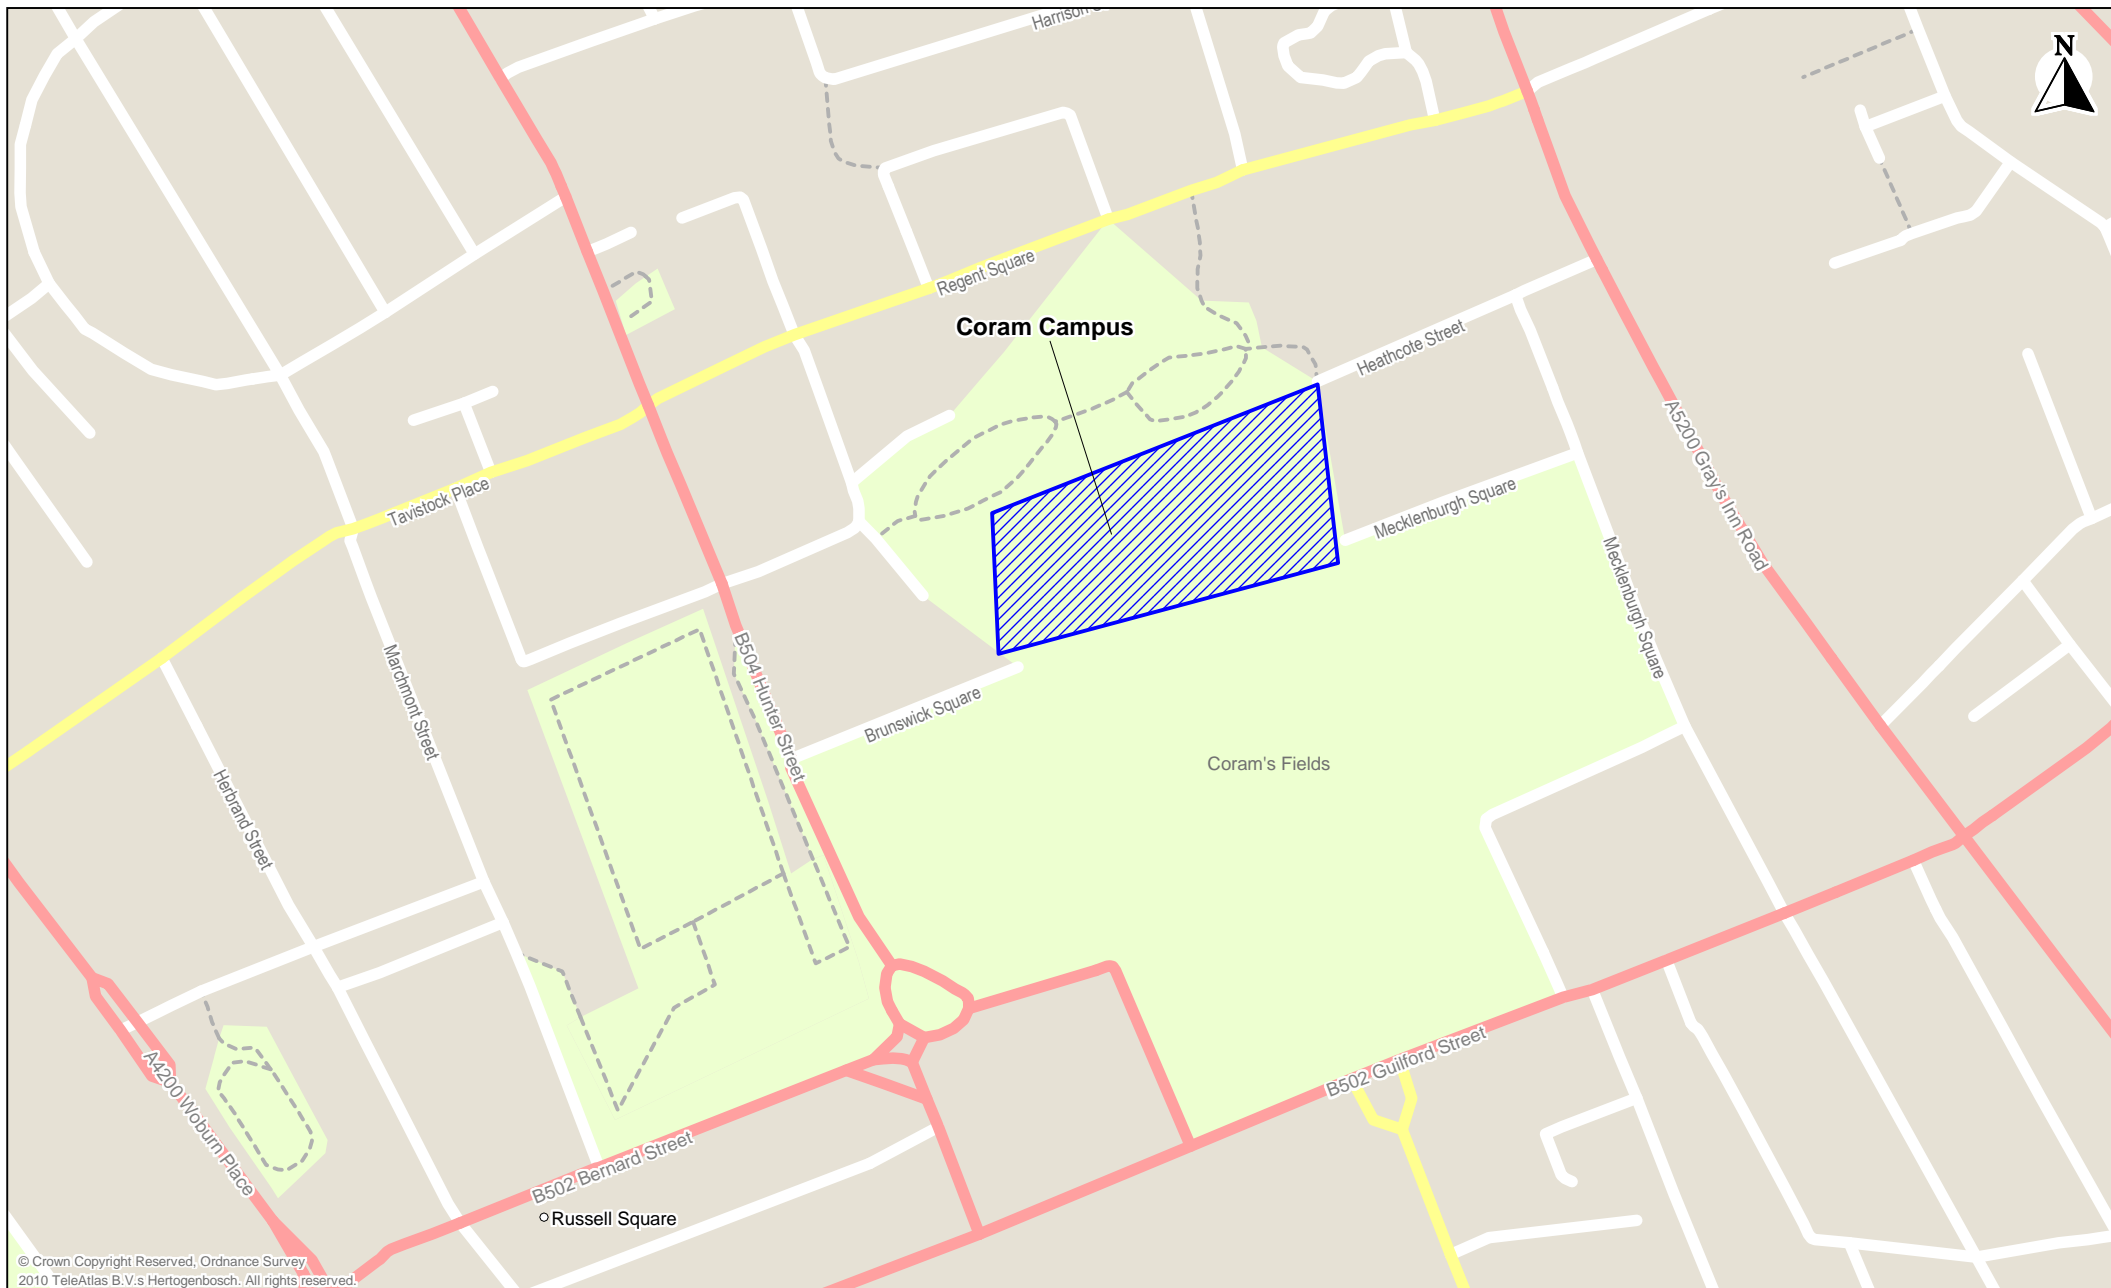 Harrison S
N
Regent Square
Coram Campus
Heathcote Street
A5200 Gray's Inn Road
Tavistock Place
Mecklenburgh Square
Mecklenburgh Square
Marchmont Street
B504 Hunter Street
Brunswick Square
Herbrand Street
Coram's Fields
B502 Guilford Street
A4200 Woburn Place
B502 Bernard Street
Russell Square
© Crown Copyright Reserved, Ordnance Survey
2010 TeleAtlas B.V.s Hertogenbosch. All rights reserved.